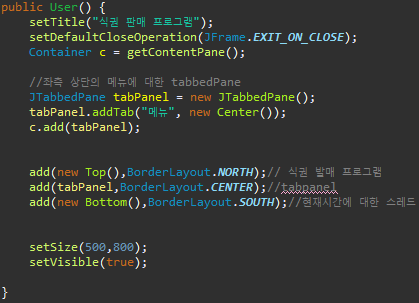 public User() {
setTitle("식권 판매 프로그램");
setDefaultCloseOperation(JFrame.EXIT_ON_CLOSE);
Container c = getContentPane();
//좌측 상단의 메뉴에 대한 tabbedPane
JTabbedPane tabPanel = new JTabbedPane();
tabPanel.addTab("메뉴", new Center());
c.add(tabPanel);
add(new Top(),BorderLayout.NORTH);// 식권 발매 프로그램
add(tabPanel,BorderLayout.CENTER);//tabpanel
add(new Bottom(),BorderLayout.SOUTH);//현재시간에 대한 스레드
setSize(500,800);
setVisible(true);
}